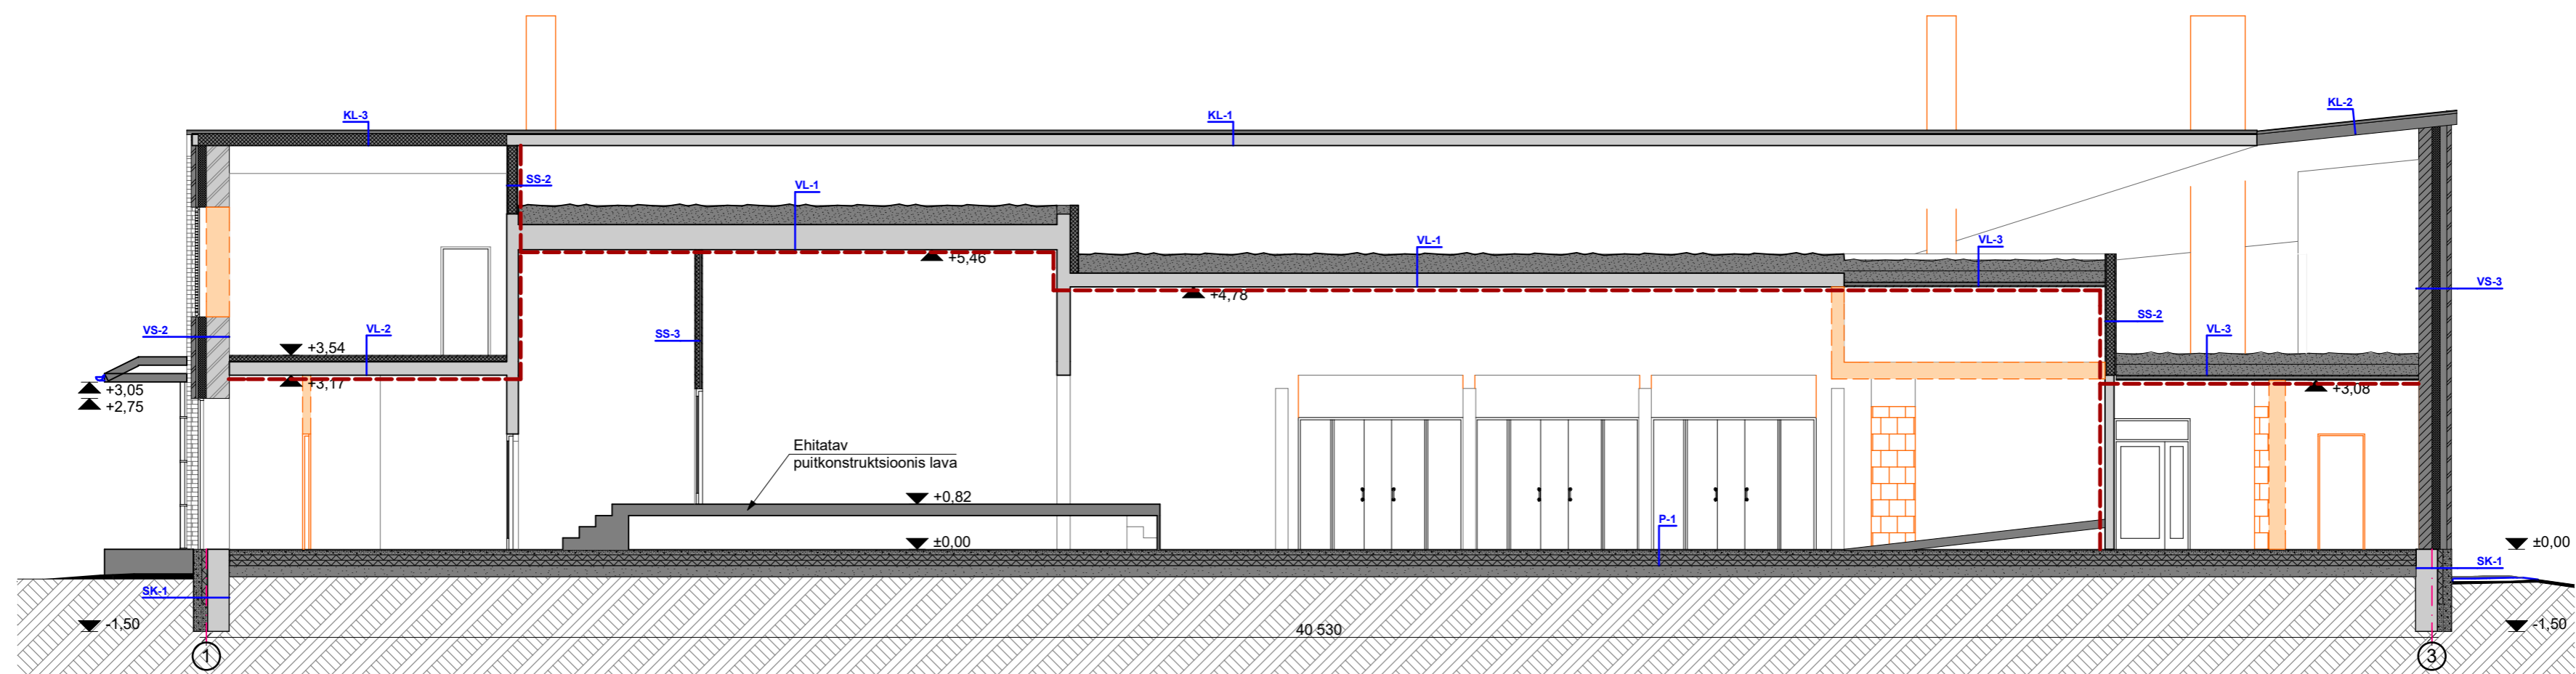 KL-2
KL-3
KL-1
SS-2
VL-1
VL-1
VL-3
+5,46
VS-3
+4,78
SS-2
VS-2
VL-2
SS-3
VL-3
+3,54
+3,17
+3,05
+3,08
+2,75
Ehitatav
puitkonstruktsioonis lava
+0,82
P-1
±0,00
±0,00
SK-1
SK-1
-1,50
-1,50
40 530
1
3